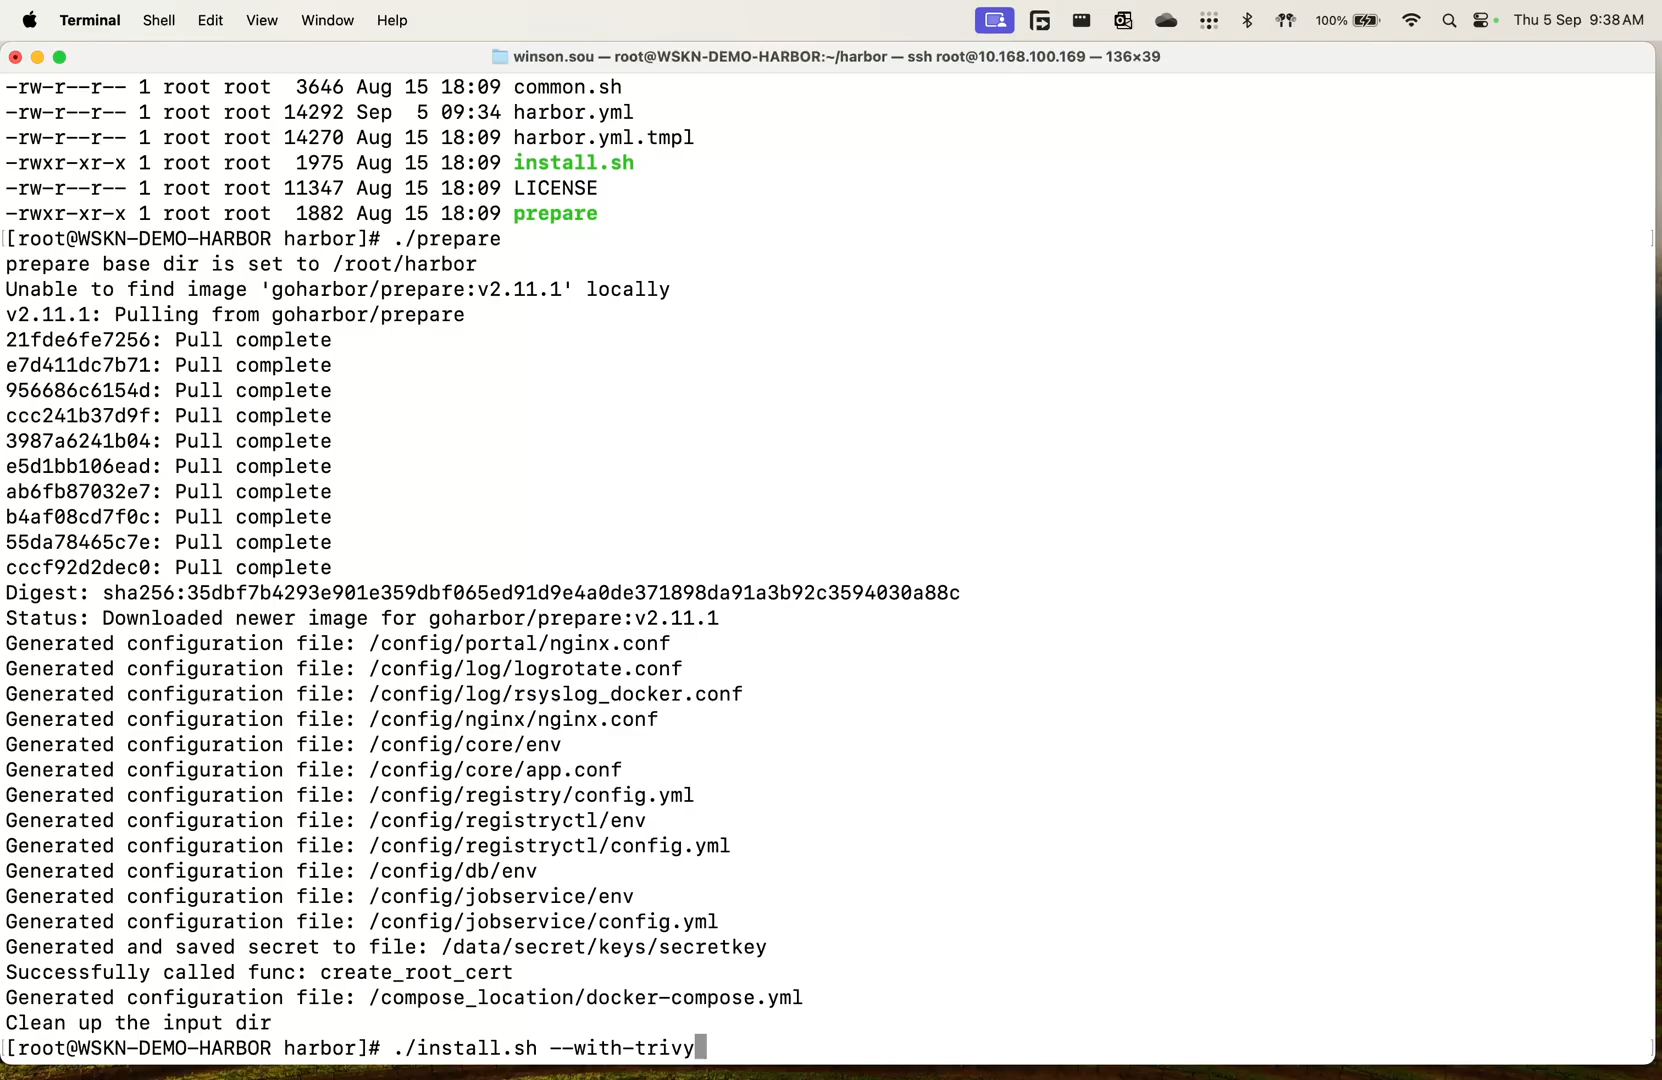 Terminal Shell Edit View Window Help 100% Thu 5 Sep 9:38 AM
winson.sou — root@WSKN-DEMO-HARBOR:~/harbor — ssh root@10.168.100.169 — 136×39
-rw-r--r-- 1 root root  3646 Aug 15 18:09 common.sh
-rw-r--r-- 1 root root 14292 Sep  5 09:34 harbor.yml
-rw-r--r-- 1 root root 14270 Aug 15 18:09 harbor.yml.tmpl
-rwxr-xr-x 1 root root  1975 Aug 15 18:09 install.sh
-rw-r--r-- 1 root root 11347 Aug 15 18:09 LICENSE
-rwxr-xr-x 1 root root  1882 Aug 15 18:09 prepare
[root@WSKN-DEMO-HARBOR harbor]# ./prepare
prepare base dir is set to /root/harbor
Unable to find image 'goharbor/prepare:v2.11.1' locally
v2.11.1: Pulling from goharbor/prepare
21fde6fe7256: Pull complete
e7d411dc7b71: Pull complete
956686c6154d: Pull complete
ccc241b37d9f: Pull complete
3987a6241b04: Pull complete
e5d1bb106ead: Pull complete
ab6fb87032e7: Pull complete
b4af08cd7f0c: Pull complete
55da78465c7e: Pull complete
cccf92d2dec0: Pull complete
Digest: sha256:35dbf7b4293e901e359dbf065ed91d9e4a0de371898da91a3b92c3594030a88c
Status: Downloaded newer image for goharbor/prepare:v2.11.1
Generated configuration file: /config/portal/nginx.conf
Generated configuration file: /config/log/logrotate.conf
Generated configuration file: /config/log/rsyslog_docker.conf
Generated configuration file: /config/nginx/nginx.conf
Generated configuration file: /config/core/env
Generated configuration file: /config/core/app.conf
Generated configuration file: /config/registry/config.yml
Generated configuration file: /config/registryctl/env
Generated configuration file: /config/registryctl/config.yml
Generated configuration file: /config/db/env
Generated configuration file: /config/jobservice/env
Generated configuration file: /config/jobservice/config.yml
Generated and saved secret to file: /data/secret/keys/secretkey
Successfully called func: create_root_cert
Generated configuration file: /compose_location/docker-compose.yml
Clean up the input dir
[root@WSKN-DEMO-HARBOR harbor]# ./install.sh --with-trivy